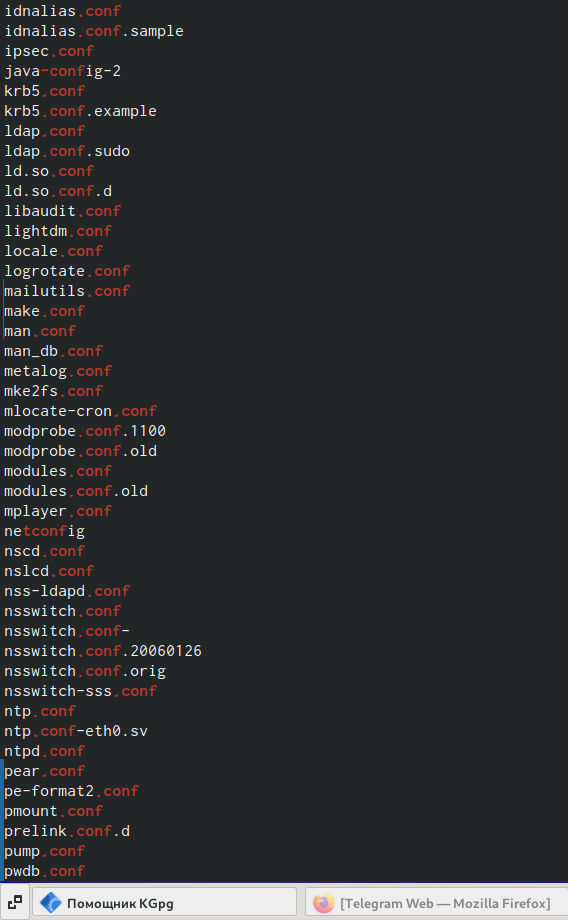 idnalias.conf
idnalias.conf.sample
ipsec.conf
java-config-2
krb5.conf
krb5.conf.example
ldap.conf
ldap.conf.sudo
ld.so.conf
ld.so.conf.d
libaudit.conf
lightdm.conf
locale.conf
logrotate.conf
mailutils.conf
make.conf
man.conf
man_db.conf
metalog.conf
mke2fs.conf
mlocate-cron.conf
modprobe.conf.1100
modprobe.conf.old
modules.conf
modules.conf.old
mplayer.conf
netconfig
nscd.conf
nslcd.conf
nss-ldapd.conf
nsswitch.conf
nsswitch.conf-
nsswitch.conf.20060126
nsswitch.conf.orig
nsswitch-sss.conf
ntp.conf
ntp.conf-eth0.sv
ntpd.conf
pear.conf
pe-format2.conf
pmount.conf
prelink.conf.d
pump.conf
pwdb.conf
Помощник KGpg
[Telegram Web — Mozilla Firefox]